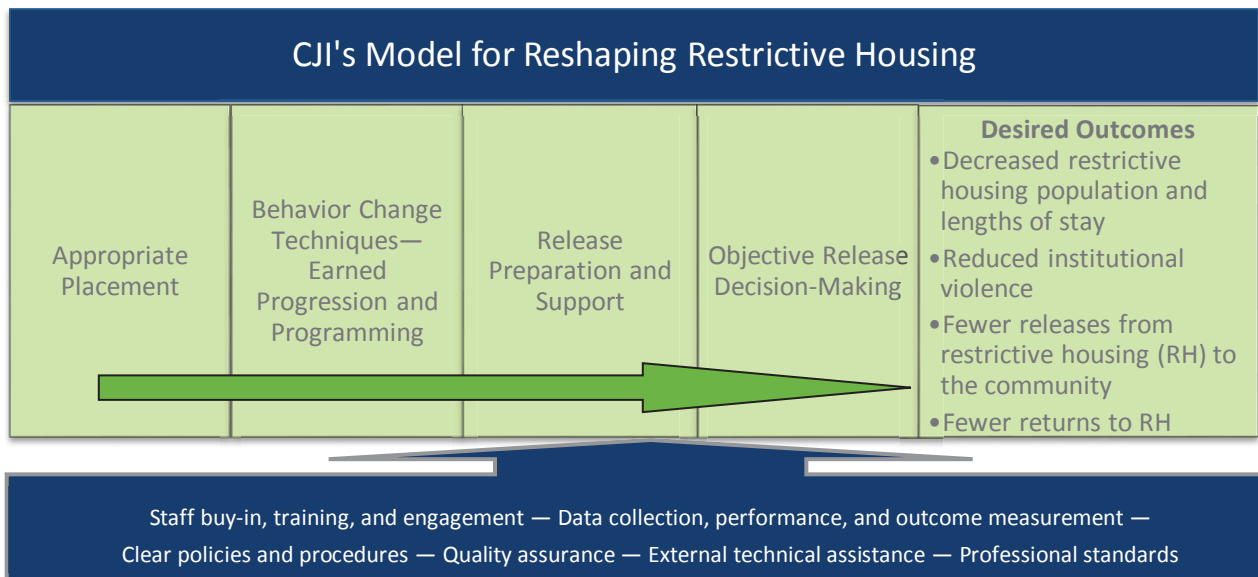 CJI's Model for Reshaping Restrictive Housing
Appropriate
Placement
Behavior Change
Techniques—
Earned
Progression and
Programming
Release
Preparation and
Support
Objective Release
Decision-Making
Desired Outcomes
•Decreased restrictive
housing population and
lengths of stay
•Reduced institutional
violence
•Fewer releases from
restrictive housing (RH) to
the community
•Fewer returns to RH
Staff buy-in, training, and engagement — Data collection, performance, and outcome measurement —
Clear policies and procedures — Quality assurance — External technical assistance — Professional standards